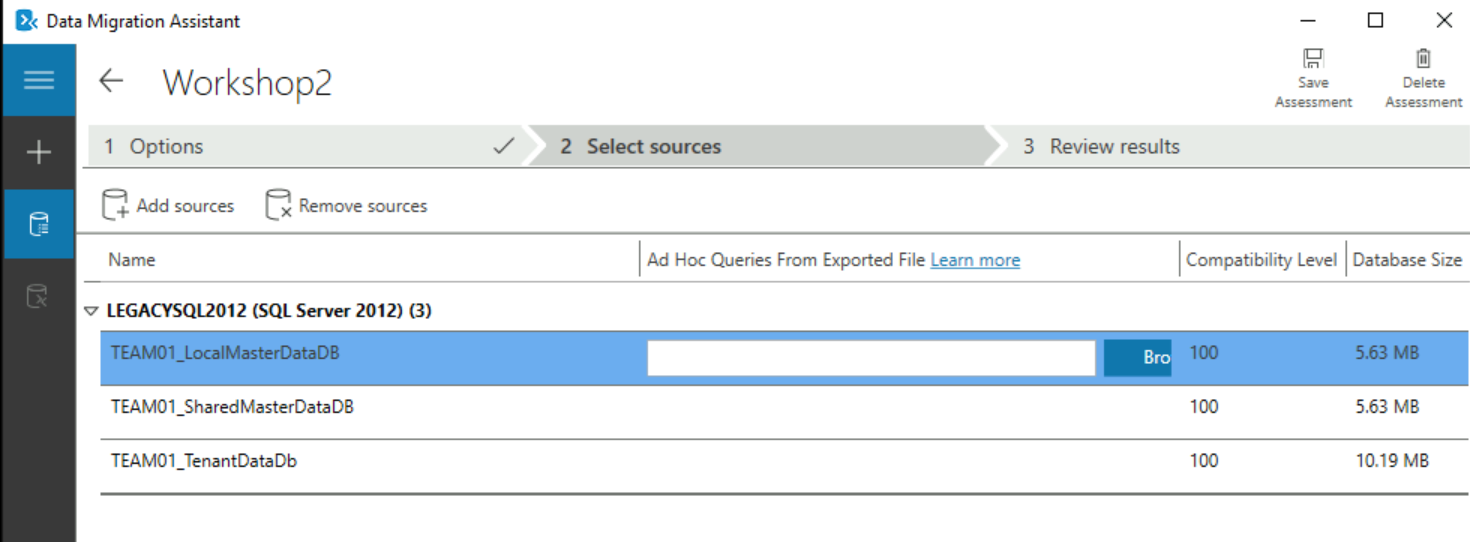 Data Migration Assistant
Workshop2
Save Assessment
Delete Assessment
1 Options
2 Select sources
3 Review results
Add sources
Remove sources
Name
Ad Hoc Queries From Exported File Learn more
Compatibility Level
Database Size
LEGACYSQL2012 (SQL Server 2012) (3)
TEAM01_LocalMasterDataDB Bro 100 5.63 MB
TEAM01_SharedMasterDataDB 100 5.63 MB
TEAM01_TenantDataDb 100 10.19 MB